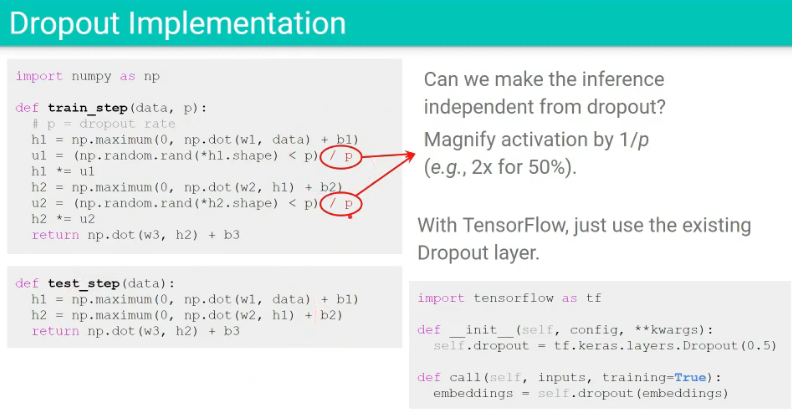 Dropout Implementation
import numpy as np
def train_step(data, p):
# p = dropout rate
h1 = np.maximum(0, np.dot(w1, data) + b1)
u1 = (np.random.rand(*h1.shape) < p) / p
h1 *= u1
h2 = np.maximum(0, np.dot(w2, h1) + b2)
u2 = (np.random.rand(*h2.shape) < p) / p
h2 *= u2
return np.dot(w3, h2) + b3
def test_step(data):
h1 = np.maximum(0, np.dot(w1, data) + b1)
h2 = np.maximum(0, np.dot(w2, h1) + b2)
return np.dot(w3, h2) + b3
Can we make the inference
independent from dropout?
Magnify activation by 1/p
(e.g., 2x for 50%).
With TensorFlow, just use the existing
Dropout layer.
import tensorflow as tf
def __init__(self, config, **kwargs):
self.dropout = tf.keras.layers.Dropout(0.5)
def call(self, inputs, training=True):
embeddings = self.dropout(embeddings)